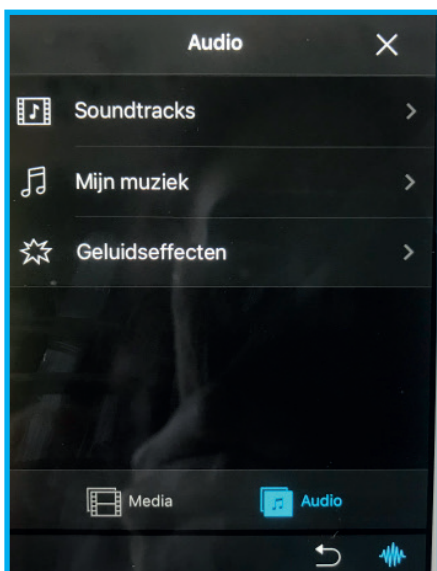 Audio
Soundtracks
Mijn muziek
Geluidseffecten
Media
Audio